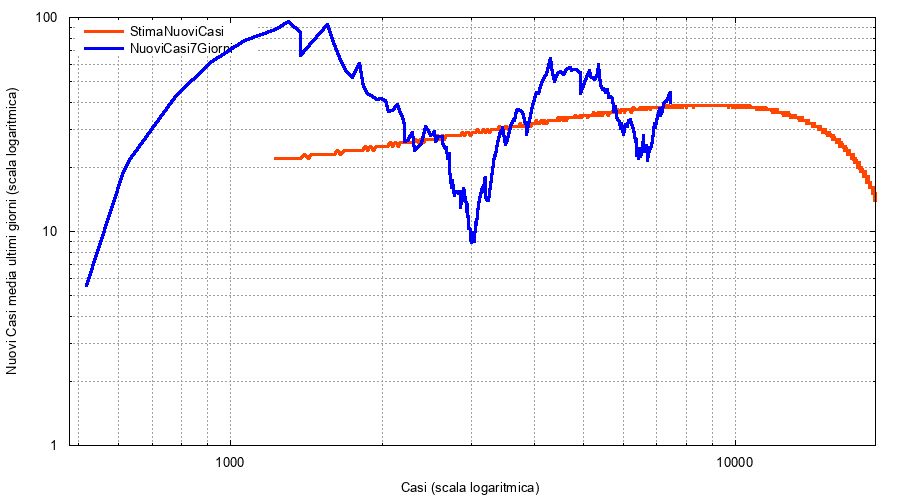 100
StimaNuoviCasi
NuoviCasi7Giorni
10
1
1000
10000
Nuovi Casi media ultimi giorni (scala logaritmica)
Casi (scala logaritmica)